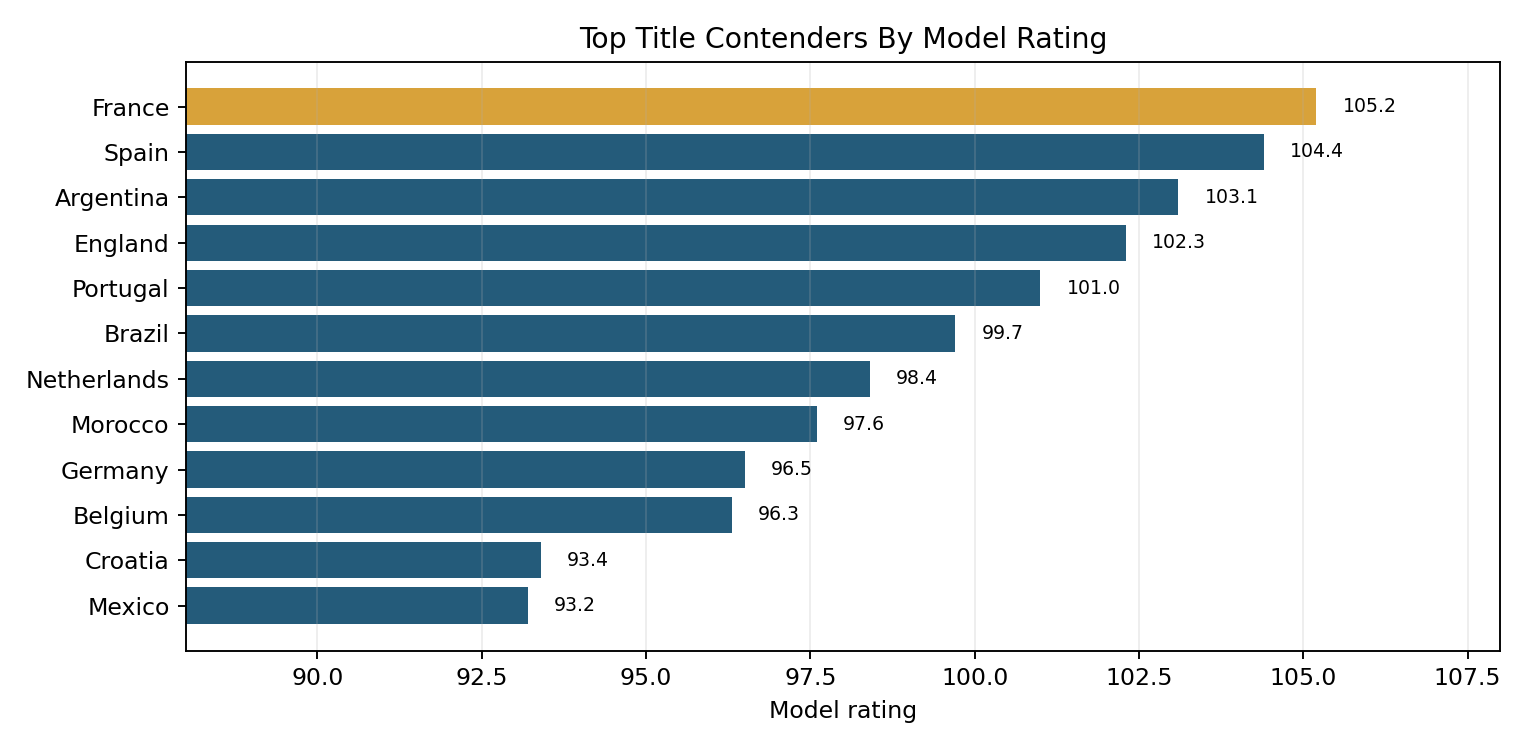 Top Title Contenders By Model Rating
France 105.2
Spain 104.4
Argentina 103.1
England 102.3
Portugal 101.0
Brazil 99.7
Netherlands 98.4
Morocco 97.6
Germany 96.5
Belgium 96.3
Croatia 93.4
Mexico 93.2
90.0 92.5 95.0 97.5 100.0 102.5 105.0 107.5
Model rating